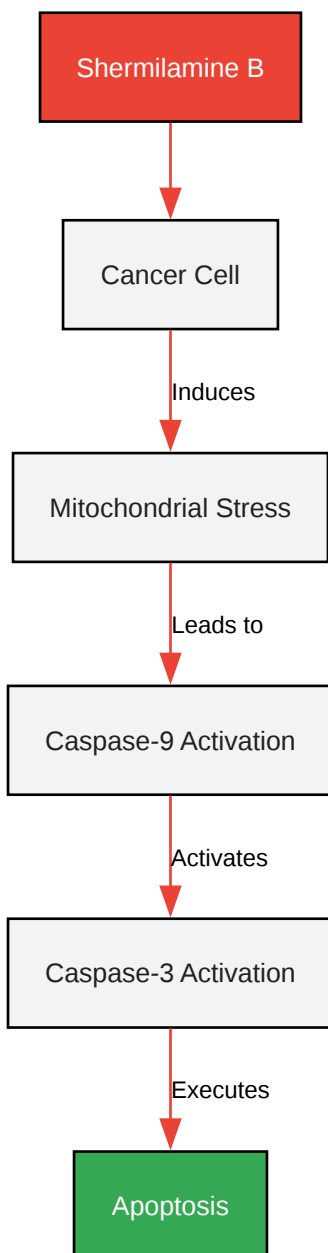 Shermilamine B
Cancer Cell
Induces
Mitochondrial Stress
Leads to
Caspase-9 Activation
Activates
Caspase-3 Activation
Executes
Apoptosis